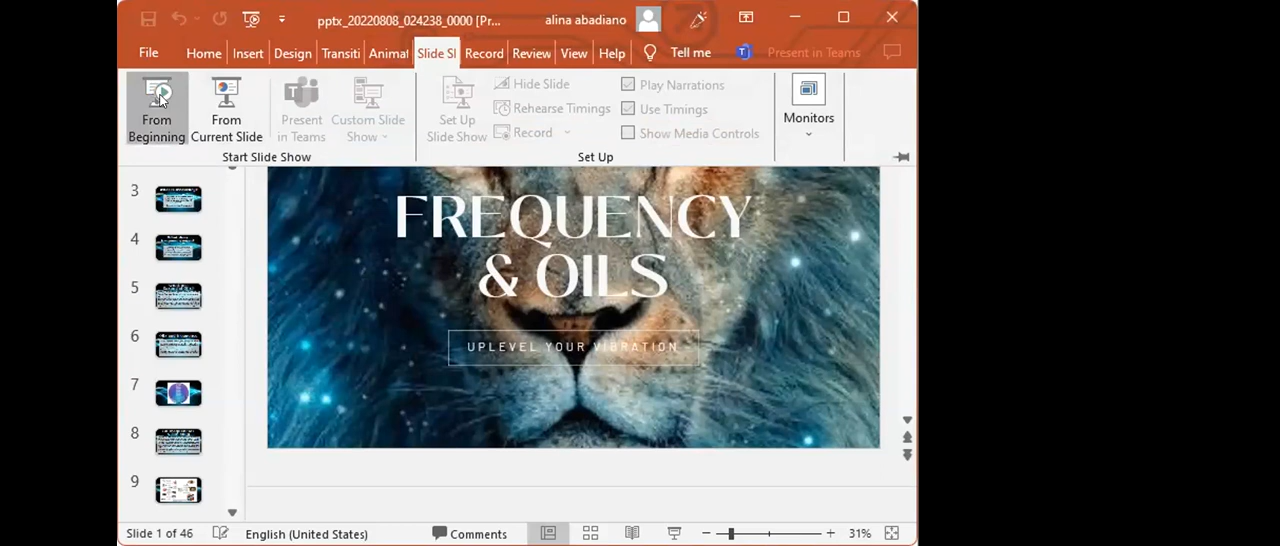 pptx_20220808_024238_0000 [Pr...
alina abadiano
File Home Insert Design Transiti Animat Slide Sl Record Review View Help Tell me Present in Teams
From Beginning
From Current Slide
Present in Teams
Custom Slide Show
Start Slide Show
Set Up Slide Show
Hide Slide
Rehearse Timings
Record
Play Narrations
Use Timings
Show Media Controls
Set Up
Monitors
3
4
5
6
7
8
9
FREQUENCY
& OILS
UPLEVEL YOUR VIBRATION
Slide 1 of 46 English (United States) Comments 31%